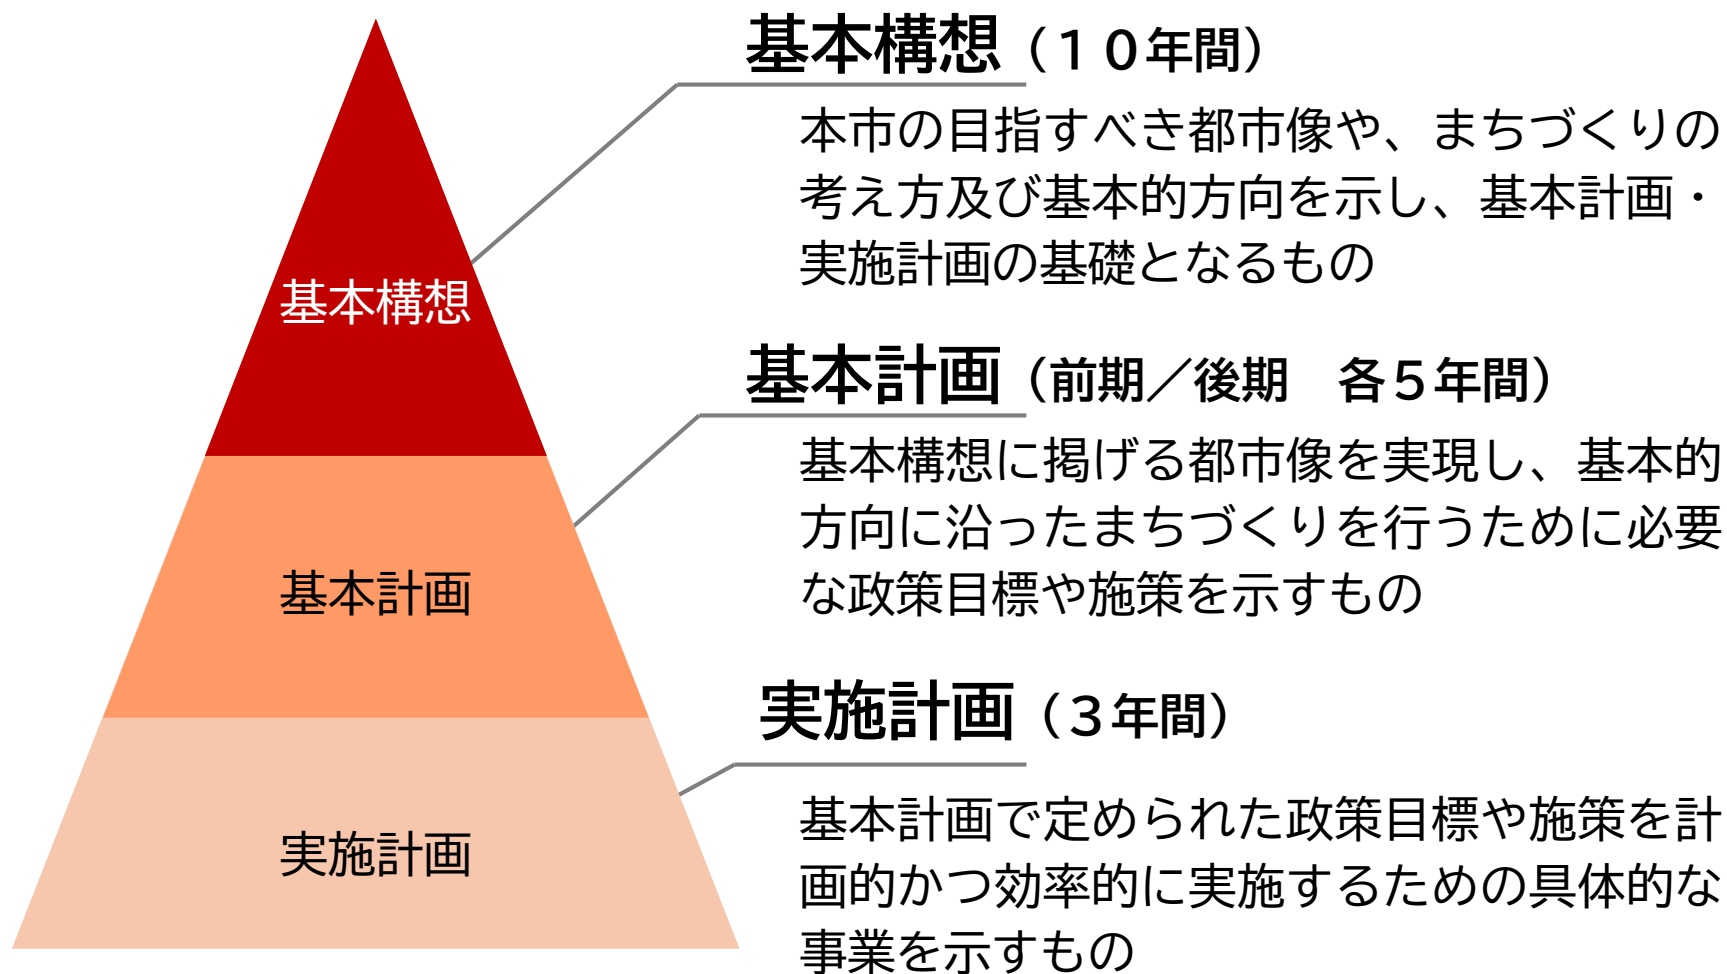 基本構想
基本計画
実施計画
基本構想（１０年間）
本市の目指すべき都市像や、まちづくりの
考え方及び基本的方向を示し、基本計画・
実施計画の基礎となるもの
基本計画（前期／後期　各５年間）
基本構想に掲げる都市像を実現し、基本的
方向に沿ったまちづくりを行うために必要
な政策目標や施策を示すもの
実施計画（３年間）
基本計画で定められた政策目標や施策を計
画的かつ効率的に実施するための具体的な
事業を示すもの